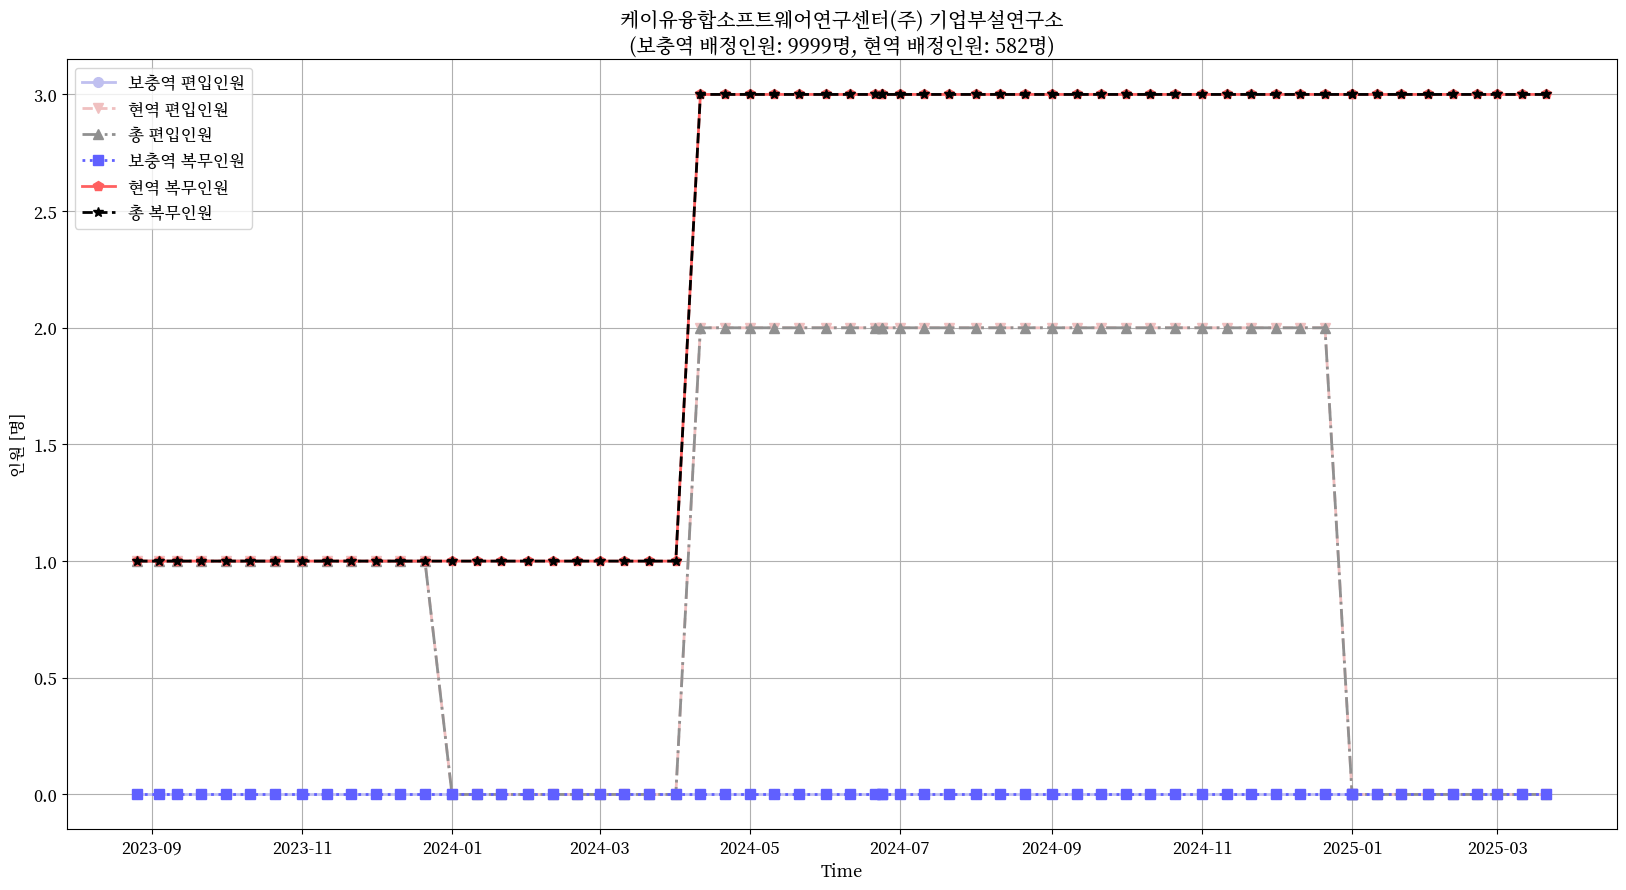 케이유융합소프트웨어연구센터(주) 기업부설연구소
(보충역 배정인원: 9999명, 현역 배정인원: 582명)
보충역 편입인원
현역 편입인원
총 편입인원
보충역 복무인원
현역 복무인원
총 복무인원
3.0
2.5
2.0
1.5
1.0
0.5
0.0
인원 [명]
2023-09
2023-11
2024-01
2024-03
2024-05
2024-07
2024-09
2024-11
2025-01
2025-03
Time